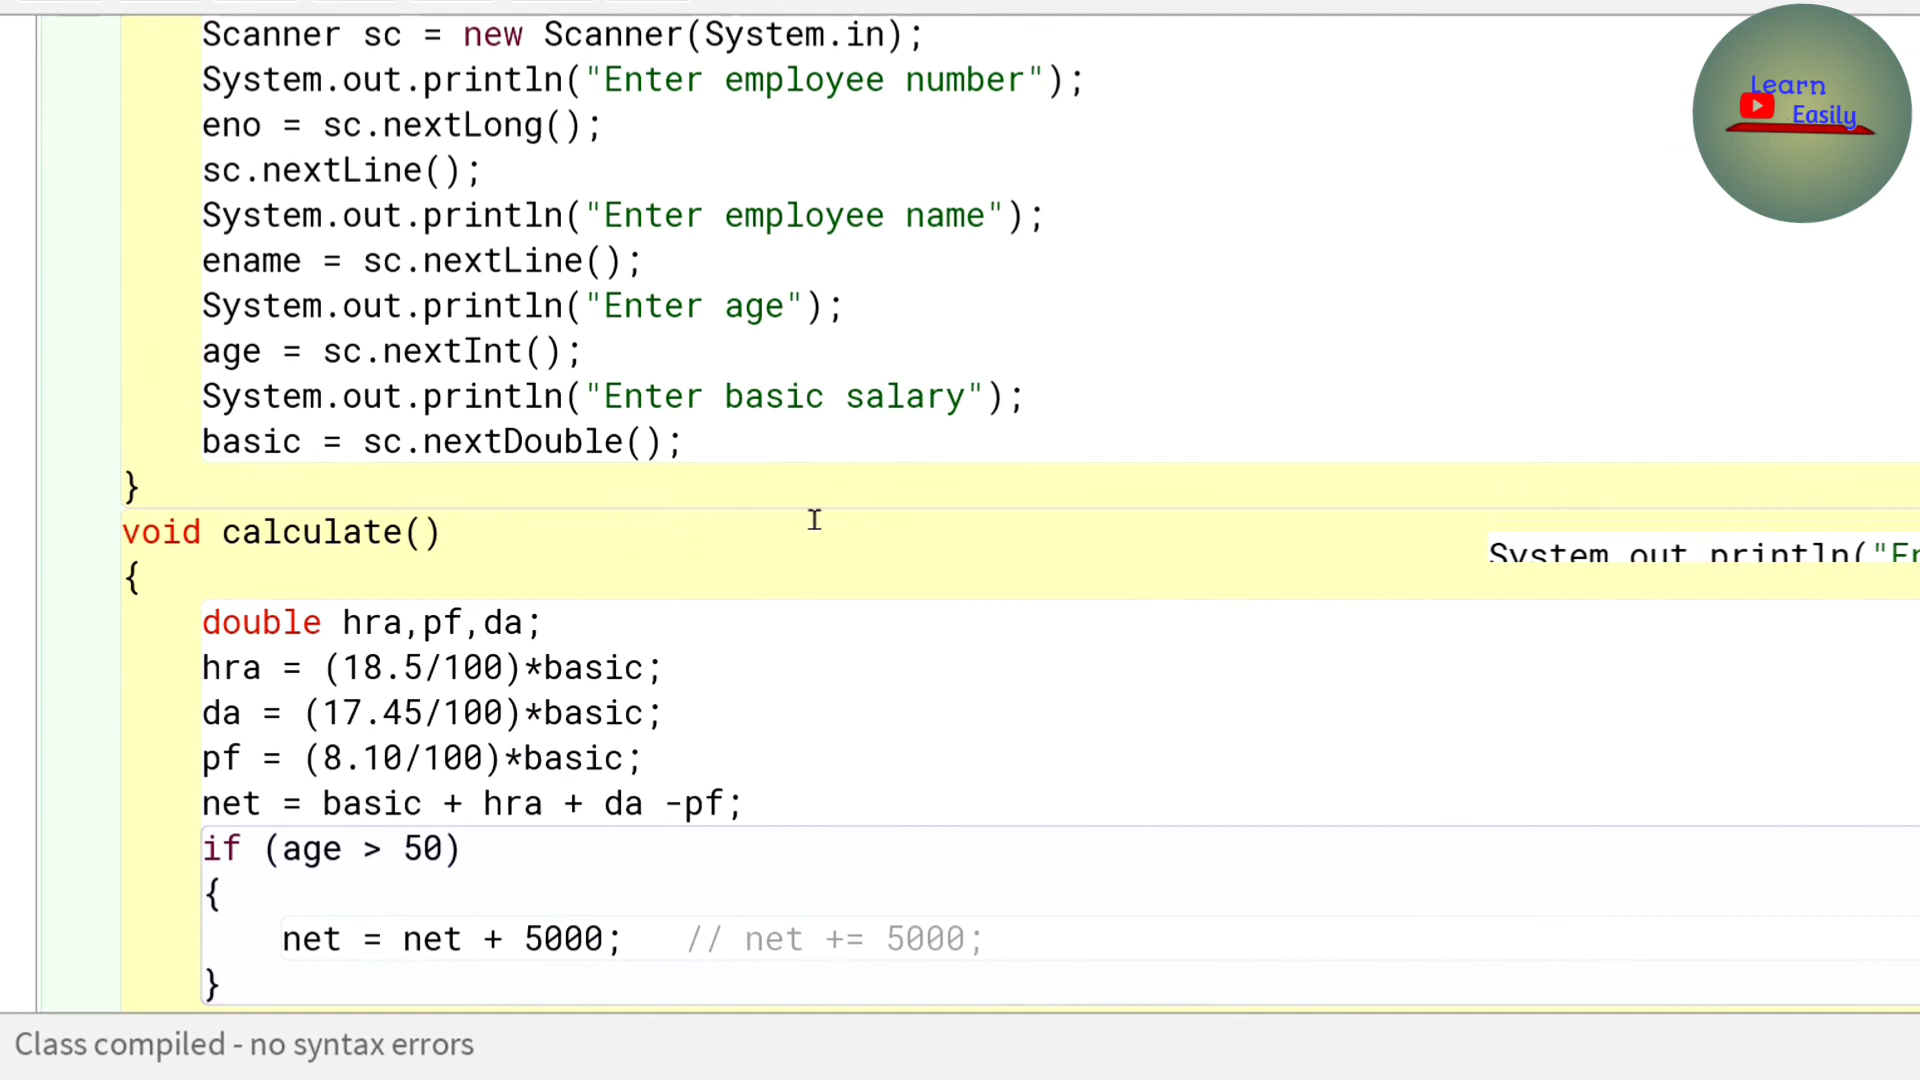 Scanner sc = new Scanner(System.in);
System.out.println("Enter employee number");
eno = sc.nextLong();
sc.nextLine();
System.out.println("Enter employee name");
ename = sc.nextLine();
System.out.println("Enter age");
age = sc.nextInt();
System.out.println("Enter basic salary");
basic = sc.nextDouble();
}
void calculate()
{
System.out.println("En
double hra,pf,da;
hra = (18.5/100)*basic;
da = (17.45/100)*basic;
pf = (8.10/100)*basic;
net = basic + hra + da -pf;
if (age > 50)
{
net = net + 5000;   // net += 5000;
}
Class compiled - no syntax errors
Learn
Easily